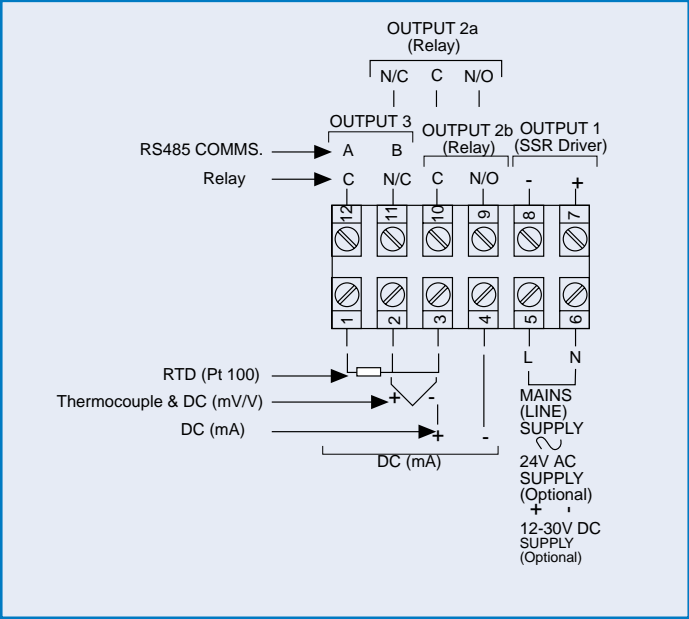 OUTPUT 2a
(Relay)
N/C C N/O
OUTPUT 3
OUTPUT 2b
(Relay)
OUTPUT 1
(SSR Driver)
RS485 COMMS. A B
Relay C N/C C N/O - +
12 11 10 9 8 7
1 2 3 4 5 6
L N
RTD (Pt 100)
Thermocouple & DC (mV/V) + -
DC (mA) + -
DC (mA)
MAINS
(LINE)
SUPPLY
24V AC
SUPPLY
(Optional)
+ -
12-30V DC
SUPPLY
(Optional)